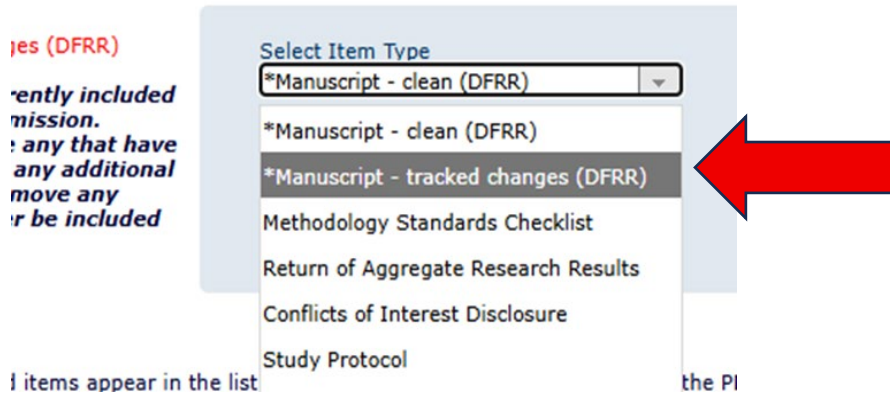 ges (DFRR)
Select Item Type
*Manuscript - clean (DFRR)
rently included
mission.
*Manuscript - clean (DFRR)
e any that have
any additional
*Manuscript - tracked changes (DFRR)
move any
r be included
Methodology Standards Checklist
Return of Aggregate Research Results
Conflicts of Interest Disclosure
Study Protocol
d items appear in the list
the